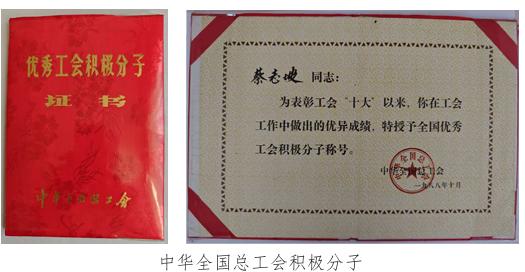 优秀工会积极分子
证书
中华全国总工会
蔡志坡 同志:
为表彰工会“十大”以来,你在工会
工作中做出的优异成绩,特授予全国优秀
工会积极分子称号。
中华全国总工会
一九八八年十月
中华全国总工会积极分子